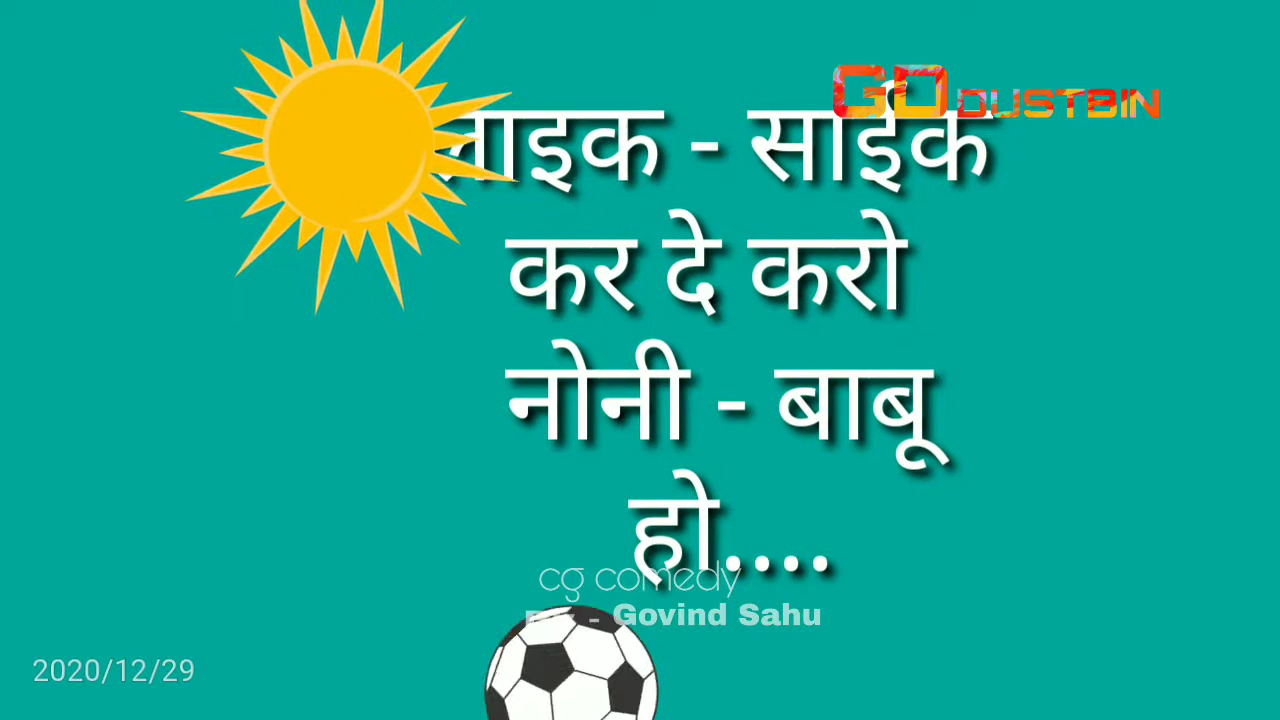 GD DUSTBIN
लाइक - साईक
कर दे करो
नोनी - बाबू
हो....
cg comedy
- Govind Sahu
2020/12/29